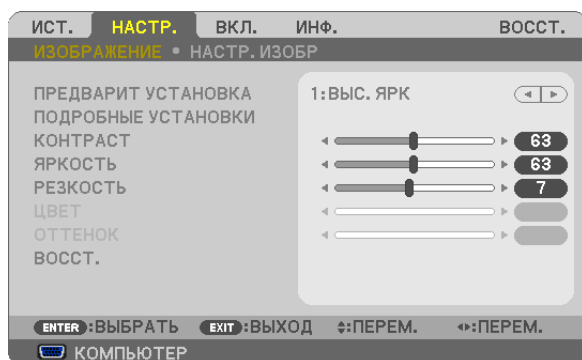 ИСТ. НАСТР. ВКЛ. ИНФ. ВОССТ.
ИЗОБРАЖЕНИЕ • НАСТР. ИЗОБР
ПРЕДВАРИТ УСТАНОВКА 1:ВЫС. ЯРК
ПОДРОБНЫЕ УСТАНОВКИ
КОНТРАСТ 63
ЯРКОСТЬ 63
РЕЗКОСТЬ 7
ЦВЕТ
ОТТЕНОК
ВОССТ.
ENTER :ВЫБРАТЬ EXIT :ВЫХОД :ПЕРЕМ. :ПЕРЕМ.
КОМПЬЮТЕР